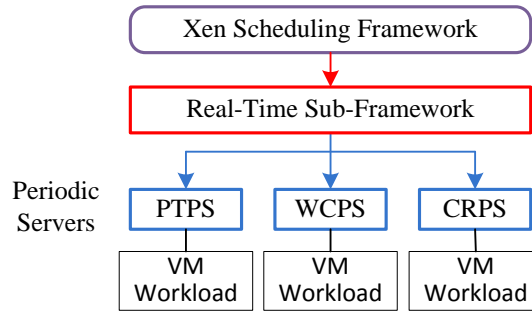 Xen Scheduling Framework
Real-Time Sub-Framework
Periodic
Servers
PTPS
WCPS
CRPS
VM
Workload
VM
Workload
VM
Workload